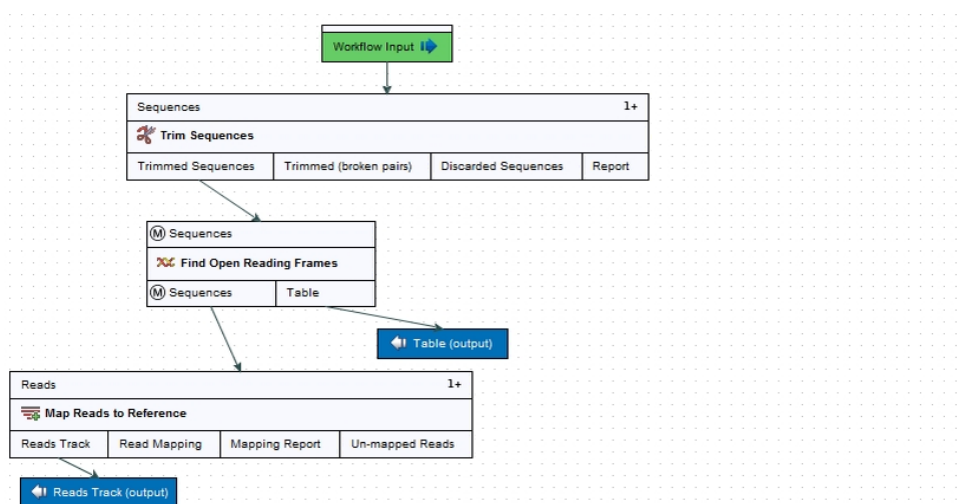 Workflow Input
Sequences 1+
Trim Sequences
Trimmed Sequences Trimmed (broken pairs) Discarded Sequences Report
M Sequences
Find Open Reading Frames
M Sequences Table
Table (output)
Reads 1+
Map Reads to Reference
Reads Track Read Mapping Mapping Report Un-mapped Reads
Reads Track (output)